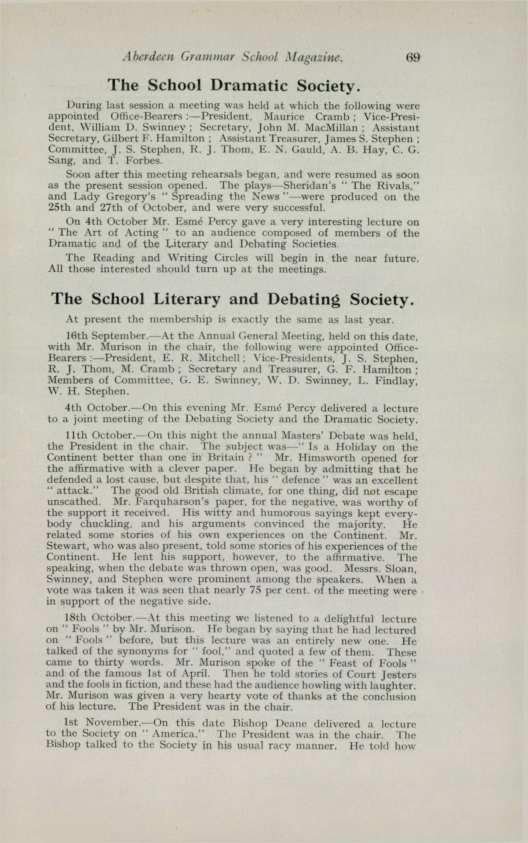 Aberdeen Grammar School Magazine. 69
The School Dramatic Society.
During last session a meeting was held at which the following were
appointed Office-Bearers :—President, Maurice Cramb ; Vice-Presi-
dent, William D. Swinney ; Secretary, John M. MacMillan ; Assistant
Secretary, Gilbert F. Hamilton ; Assistant Treasurer, James S. Stephen ;
Committee, J. S. Stephen, R. J. Thom, E. N. Gauld, A. B. Hay, C. G.
Sang, and T. Forbes.
Soon after this meeting rehearsals began, and were resumed as soon
as the present session opened. The plays—Sheridan's " The Rivals,"
and Lady Gregory's " Spreading the News "—were produced on the
25th and 27th of October, and were very successful.
On 4th October Mr. Esmé Percy gave a very interesting lecture on
" The Art of Acting " to an audience composed of members of the
Dramatic and of the Literary and Debating Societies.
The Reading and Writing Circles will begin in the near future.
All those interested should turn up at the meetings.
The School Literary and Debating Society.
At present the membership is exactly the same as last year.
16th September.—At the Annual General Meeting, held on this date,
with Mr. Murison in the chair, the following were appointed Office-
Bearers :—President, E. R. Mitchell ; Vice-Presidents, J. S. Stephen,
R. J. Thom, M. Cramb ; Secretary and Treasurer, G. F. Hamilton ;
Members of Committee, G. E. Swinney, W. D. Swinney, L. Findlay,
W. H. Stephen.
4th October.—On this evening Mr. Esmé Percy delivered a lecture
to a joint meeting of the Debating Society and the Dramatic Society.
11th October.—On this night the annual Masters' Debate was held,
the President in the chair. The subject was—" Is a Holiday on the
Continent better than one in Britain ? " Mr. Himsworth opened for
the affirmative with a clever paper. He began by admitting that he
defended a lost cause, but despite that, his " defence " was an excellent
" attack." The good old British climate, for one thing, did not escape
unscathed. Mr. Farquharson's paper, for the negative, was worthy of
the support it received. His witty and humorous sayings kept every-
body chuckling, and his arguments convinced the majority. He
related some stories of his own experiences on the Continent. Mr.
Stewart, who was also present, told some stories of his experiences of the
Continent. He lent his support, however, to the affirmative. The
speaking, when the debate was thrown open, was good. Messrs. Sloan,
Swinney, and Stephen were prominent among the speakers. When a
vote was taken it was seen that nearly 75 per cent. of the meeting were
in support of the negative side.
18th October.—At this meeting we listened to a delightful lecture
on " Fools " by Mr. Murison. He began by saying that he had lectured
on " Fools " before, but this lecture was an entirely new one. He
talked of the synonyms for " fool," and quoted a few of them. These
came to thirty words. Mr. Murison spoke of the " Feast of Fools "
and of the famous 1st of April. Then he told stories of Court Jesters
and the fools in fiction, and these had the audience howling with laughter.
Mr. Murison was given a very hearty vote of thanks at the conclusion
of his lecture. The President was in the chair.
1st November.—On this date Bishop Deane delivered a lecture
to the Society on " America." The President was in the chair. The
Bishop talked to the Society in his usual racy manner. He told how